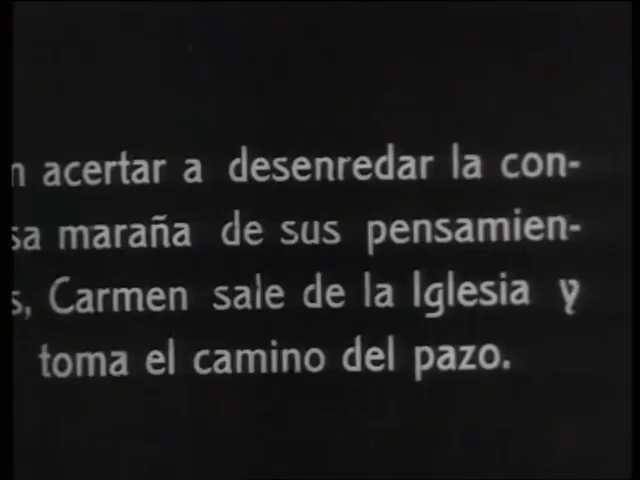 n acertar a desenredar la con-
sa maraña de sus pensamien-
s, Carmen sale de la Iglesia y
toma el camino del pazo.